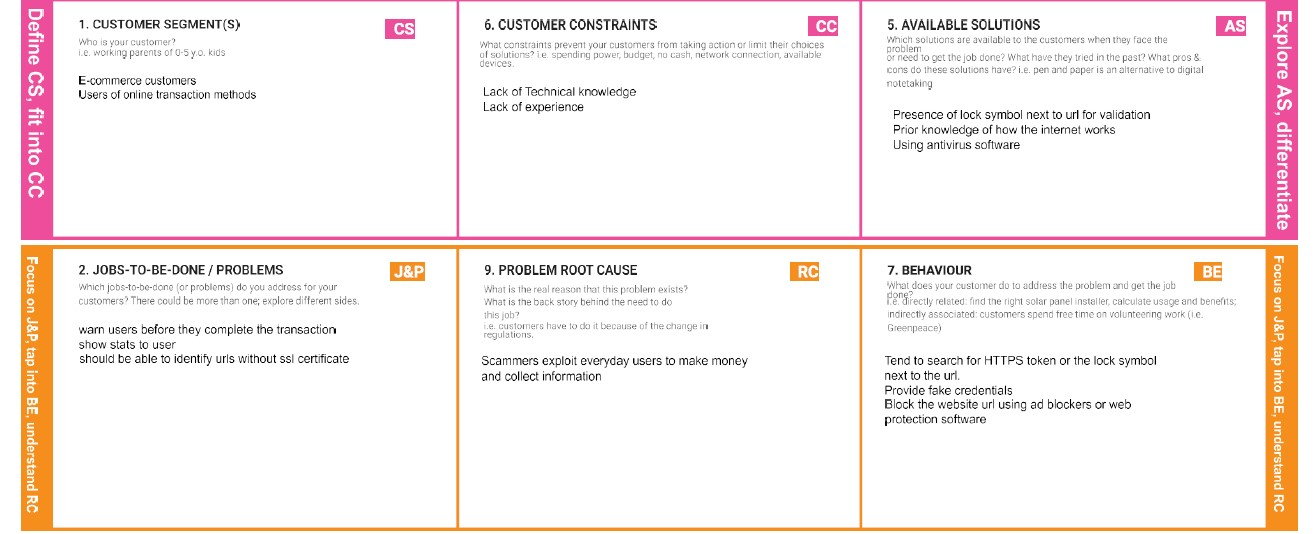 Define CS, fit into CC
1. CUSTOMER SEGMENT(S)
CS
Who is your customer?
i.e. working parents of 0-5 y.o. kids
E-commerce customers
Users of online transaction methods
6. CUSTOMER CONSTRAINTS
CC
What constraints prevent your customers from taking action or limit their choices
of solutions? i.e. spending power, budget, no cash, network connection, available
devices.
Lack of Technical knowledge
Lack of experience
5. AVAILABLE SOLUTIONS
AS
Which solutions are available to the customers when they face the
problem
or need to get the job done? What have they tried in the past? What pros &
cons do these solutions have? i.e. pen and paper is an alternative to digital
notetaking
Presence of lock symbol next to url for validation
Prior knowledge of how the internet works
Using antivirus software
Explore AS, differentiate
Focus on J&P, tap into BE, understand RC
2. JOBS-TO-BE-DONE / PROBLEMS
J&P
Which jobs-to-be-done (or problems) do you address for your
customers? There could be more than one; explore different sides.
warn users before they complete the transaction
show stats to user
should be able to identify urls without ssl certificate
9. PROBLEM ROOT CAUSE
RC
What is the real reason that this problem exists?
What is the back story behind the need to do
this job?
i.e. customers have to do it because of the change in
regulations.
Scammers exploit everyday users to make money
and collect information
7. BEHAVIOUR
BE
What does your customer do to address the problem and get the job
done?
i.e. directly related: find the right solar panel installer, calculate usage and benefits;
indirectly associated: customers spend free time on volunteering work (i.e.
Greenpeace)
Tend to search for HTTPS token or the lock symbol
next to the url.
Provide fake credentials
Block the website url using ad blockers or web
protection software
Focus on J&P, tap into BE, understand RC